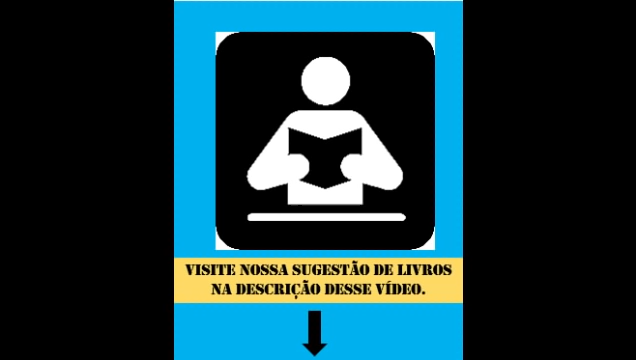 VISITE NOSSA SUGESTÃO DE LIVROS
NA DESCRIÇÃO DESSE VÍDEO.